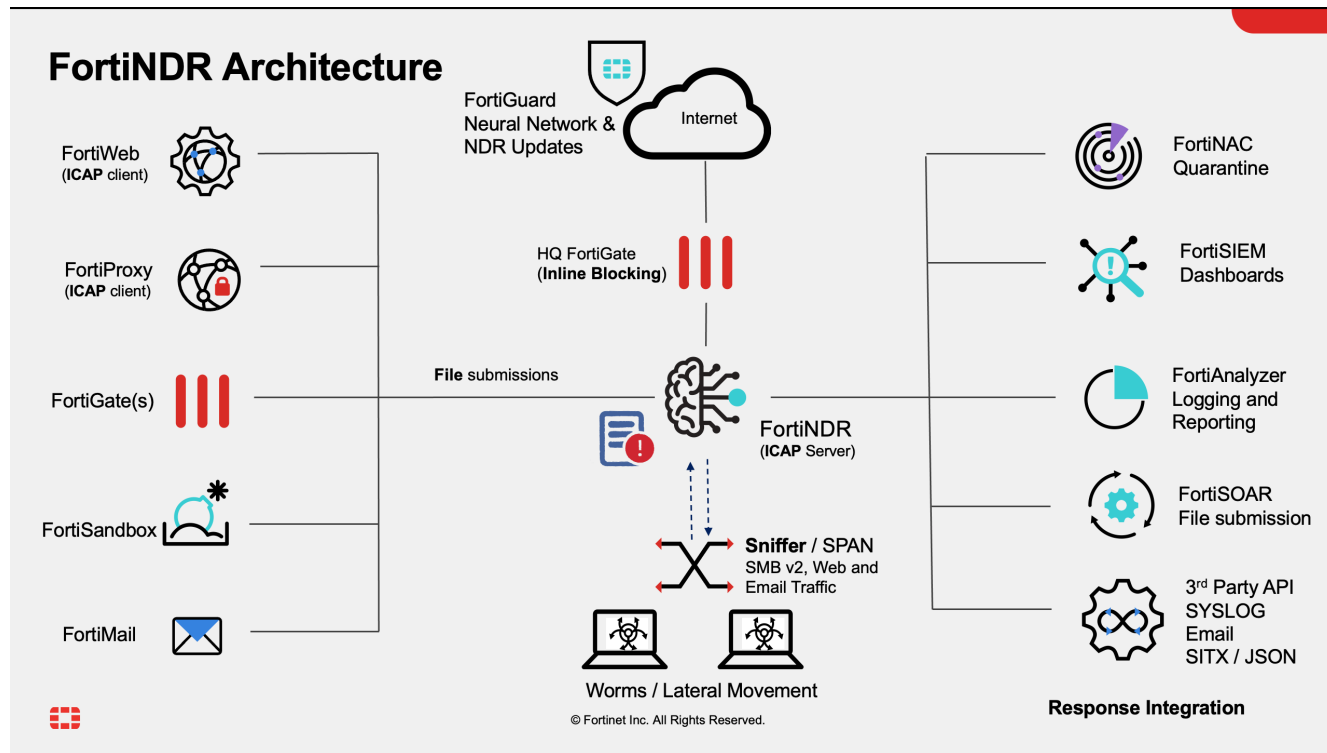 FortiNDR Architecture
FortiGuard
Neural Network &
NDR Updates
Internet
FortiWeb
(ICAP client)
FortiProxy
(ICAP client)
FortiGate(s)
FortiSandbox
FortiMail
HQ FortiGate
(Inline Blocking)
File submissions
FortiNDR
(ICAP Server)
Sniffer / SPAN
SMB v2, Web and
Email Traffic
Worms / Lateral Movement
FortiNAC
Quarantine
FortiSIEM
Dashboards
FortiAnalyzer
Logging and
Reporting
FortiSOAR
File submission
3rd Party API
SYSLOG
Email
SITX / JSON
Response Integration
© Fortinet Inc. All Rights Reserved.